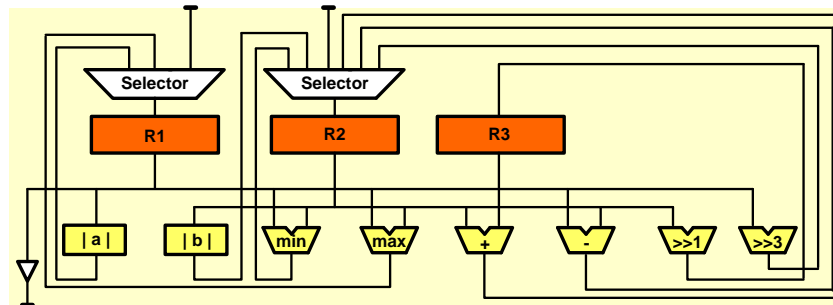 Selector
Selector
R1
R2
R3
| a |
| b |
min
max
+
-
>>1
>>3